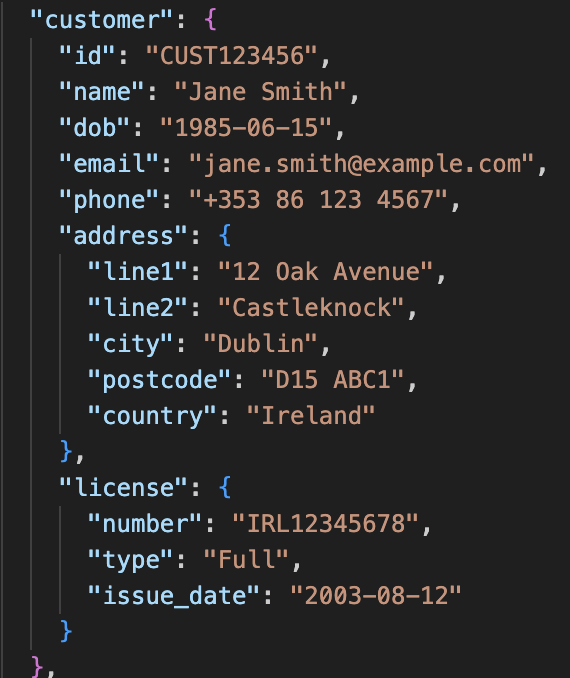 "customer": {
"id": "CUST123456",
"name": "Jane Smith",
"dob": "1985-06-15",
"email": "jane.smith@example.com",
"phone": "+353 86 123 4567",
"address": {
"line1": "12 Oak Avenue",
"line2": "Castleknock",
"city": "Dublin",
"postcode": "D15 ABC1",
"country": "Ireland"
},
"license": {
"number": "IRL12345678",
"type": "Full",
"issue_date": "2003-08-12"
}
},